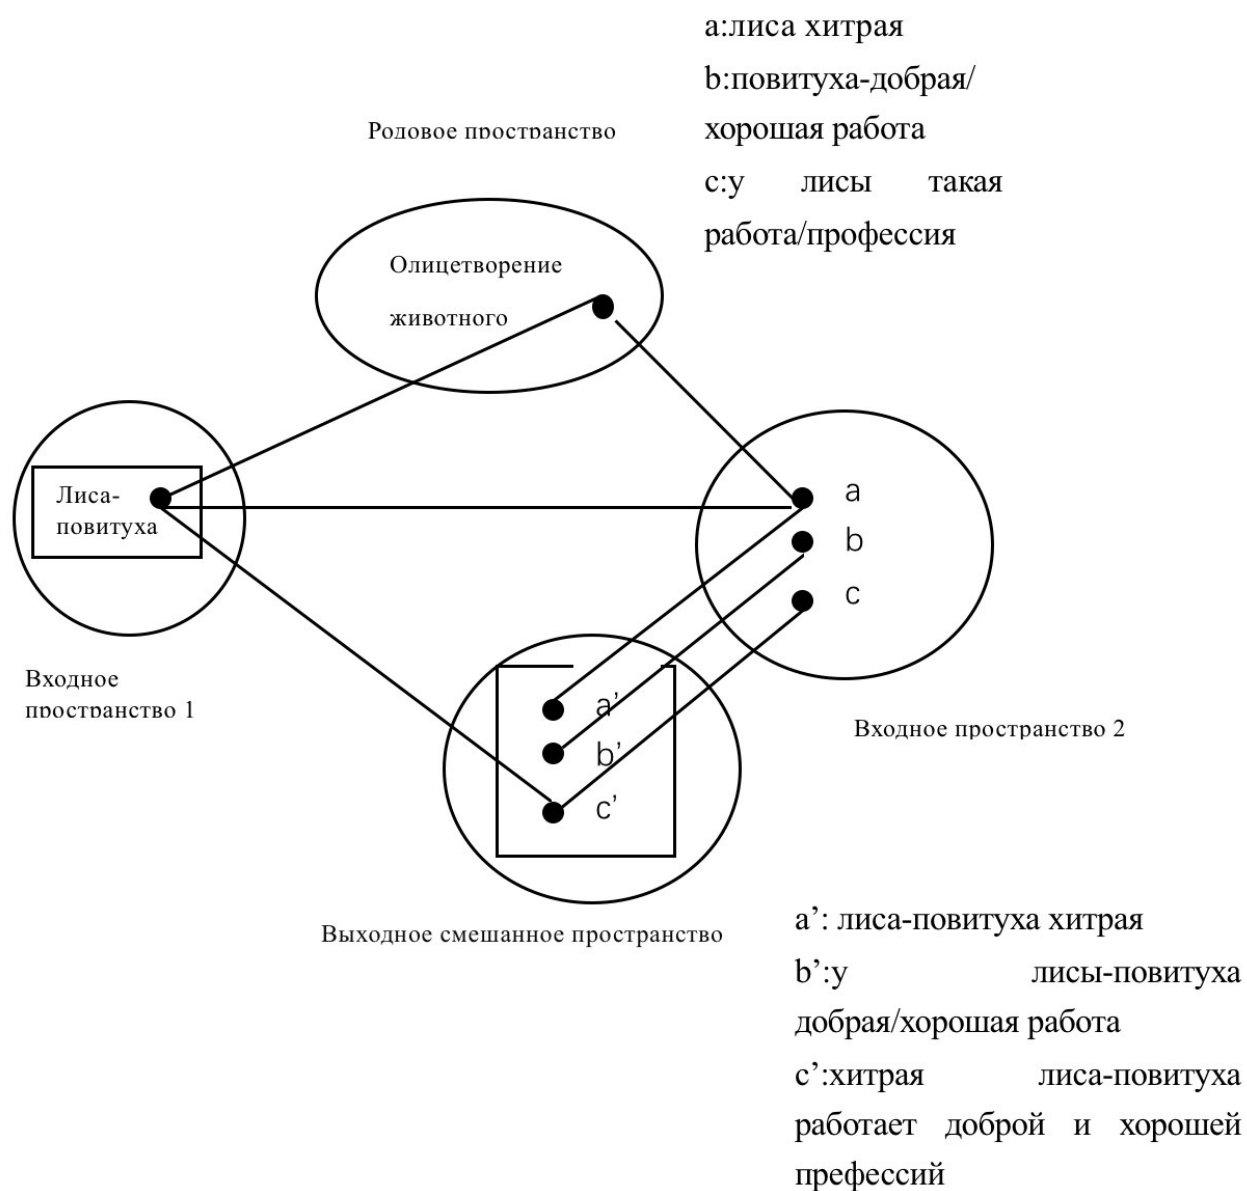 a:лиса хитрая
b:повитуха-добрая/
хорошая работа
c:у лисы такая
работа/профессия
Родовое пространство
Олицетворение
животного
Лиса-
повитуха
a
b
c
Входное
пространство 1
a’
b’
c’
Входное пространство 2
Выходное смешанное пространство
a’: лиса-повитуха хитрая
b’:у лисы-повитуха
добрая/хорошая работа
c’:хитрая лиса-повитуха
работает доброй и хорошей
префессий